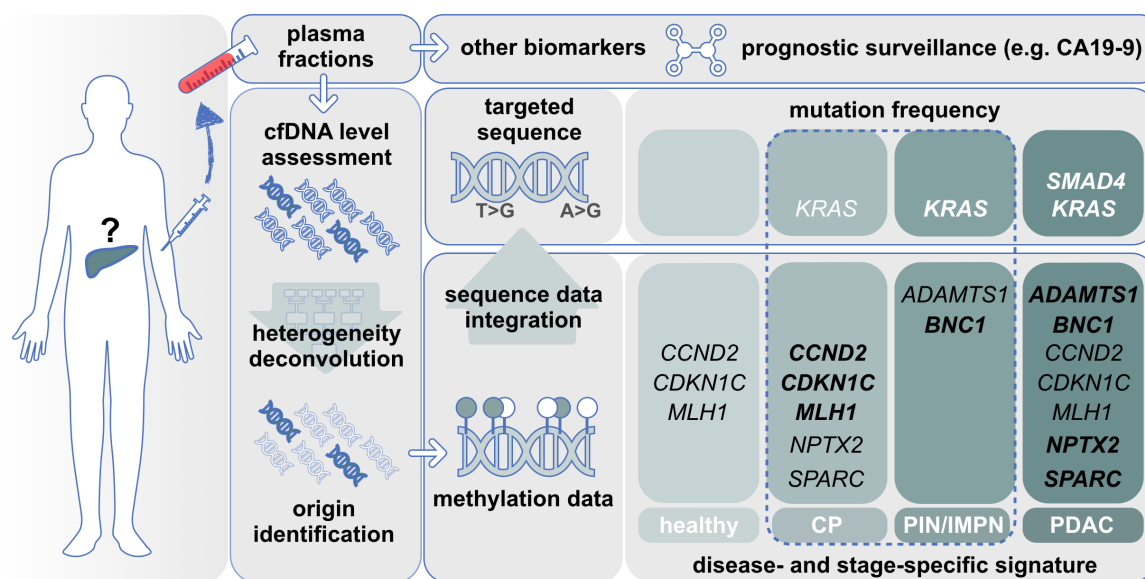 plasma
fractions
other biomarkers
prognostic surveillance (e.g. CA19-9)
?
cfDNA level
assessment
heterogeneity
deconvolution
origin
identification
targeted
sequence
T>G
A>G
sequence data
integration
methylation data
mutation frequency
KRAS
KRAS
SMAD4
KRAS
CCND2
CDKN1C
MLH1
healthy
CCND2
CDKN1C
MLH1
NPTX2
SPARC
CP
ADAMTS1
BNC1
PIN/IMPN
ADAMTS1
BNC1
CCND2
CDKN1C
MLH1
NPTX2
SPARC
PDAC
disease- and stage-specific signature